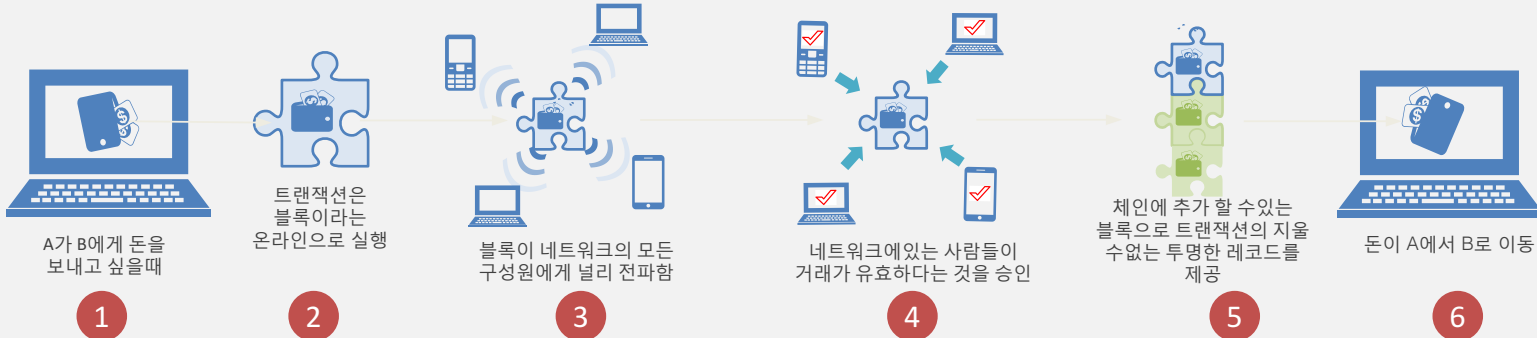 A가 B에게 돈을
보내고 싶을때
1
트랜잭션은
블록이라는
온라인으로 실행
2
블록이 네트워크의 모든
구성원에게 널리 전파함
3
네트워크에있는 사람들이
거래가 유효하다는 것을 승인
4
체인에 추가 할 수있는
블록으로 트랜잭션의 지울
수없는 투명한 레코드를
제공
5
돈이 A에서 B로 이동
6